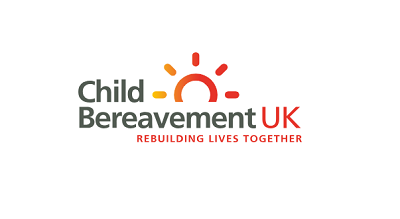 Child
Bereavement UK
REBUILDING LIVES TOGETHER